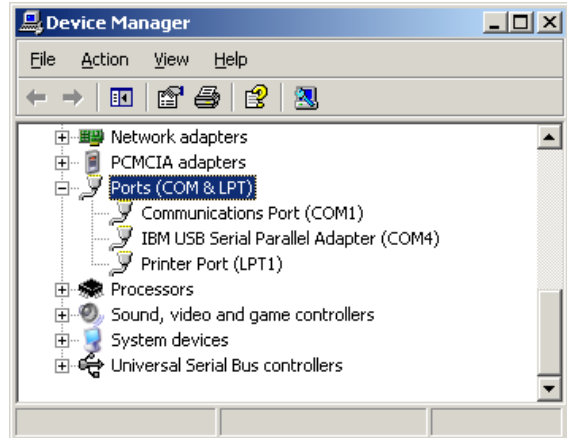 Device Manager
File Action View Help
Network adapters
PCMCIA adapters
Ports (COM & LPT)
Communications Port (COM1)
IBM USB Serial Parallel Adapter (COM4)
Printer Port (LPT1)
Processors
Sound, video and game controllers
System devices
Universal Serial Bus controllers